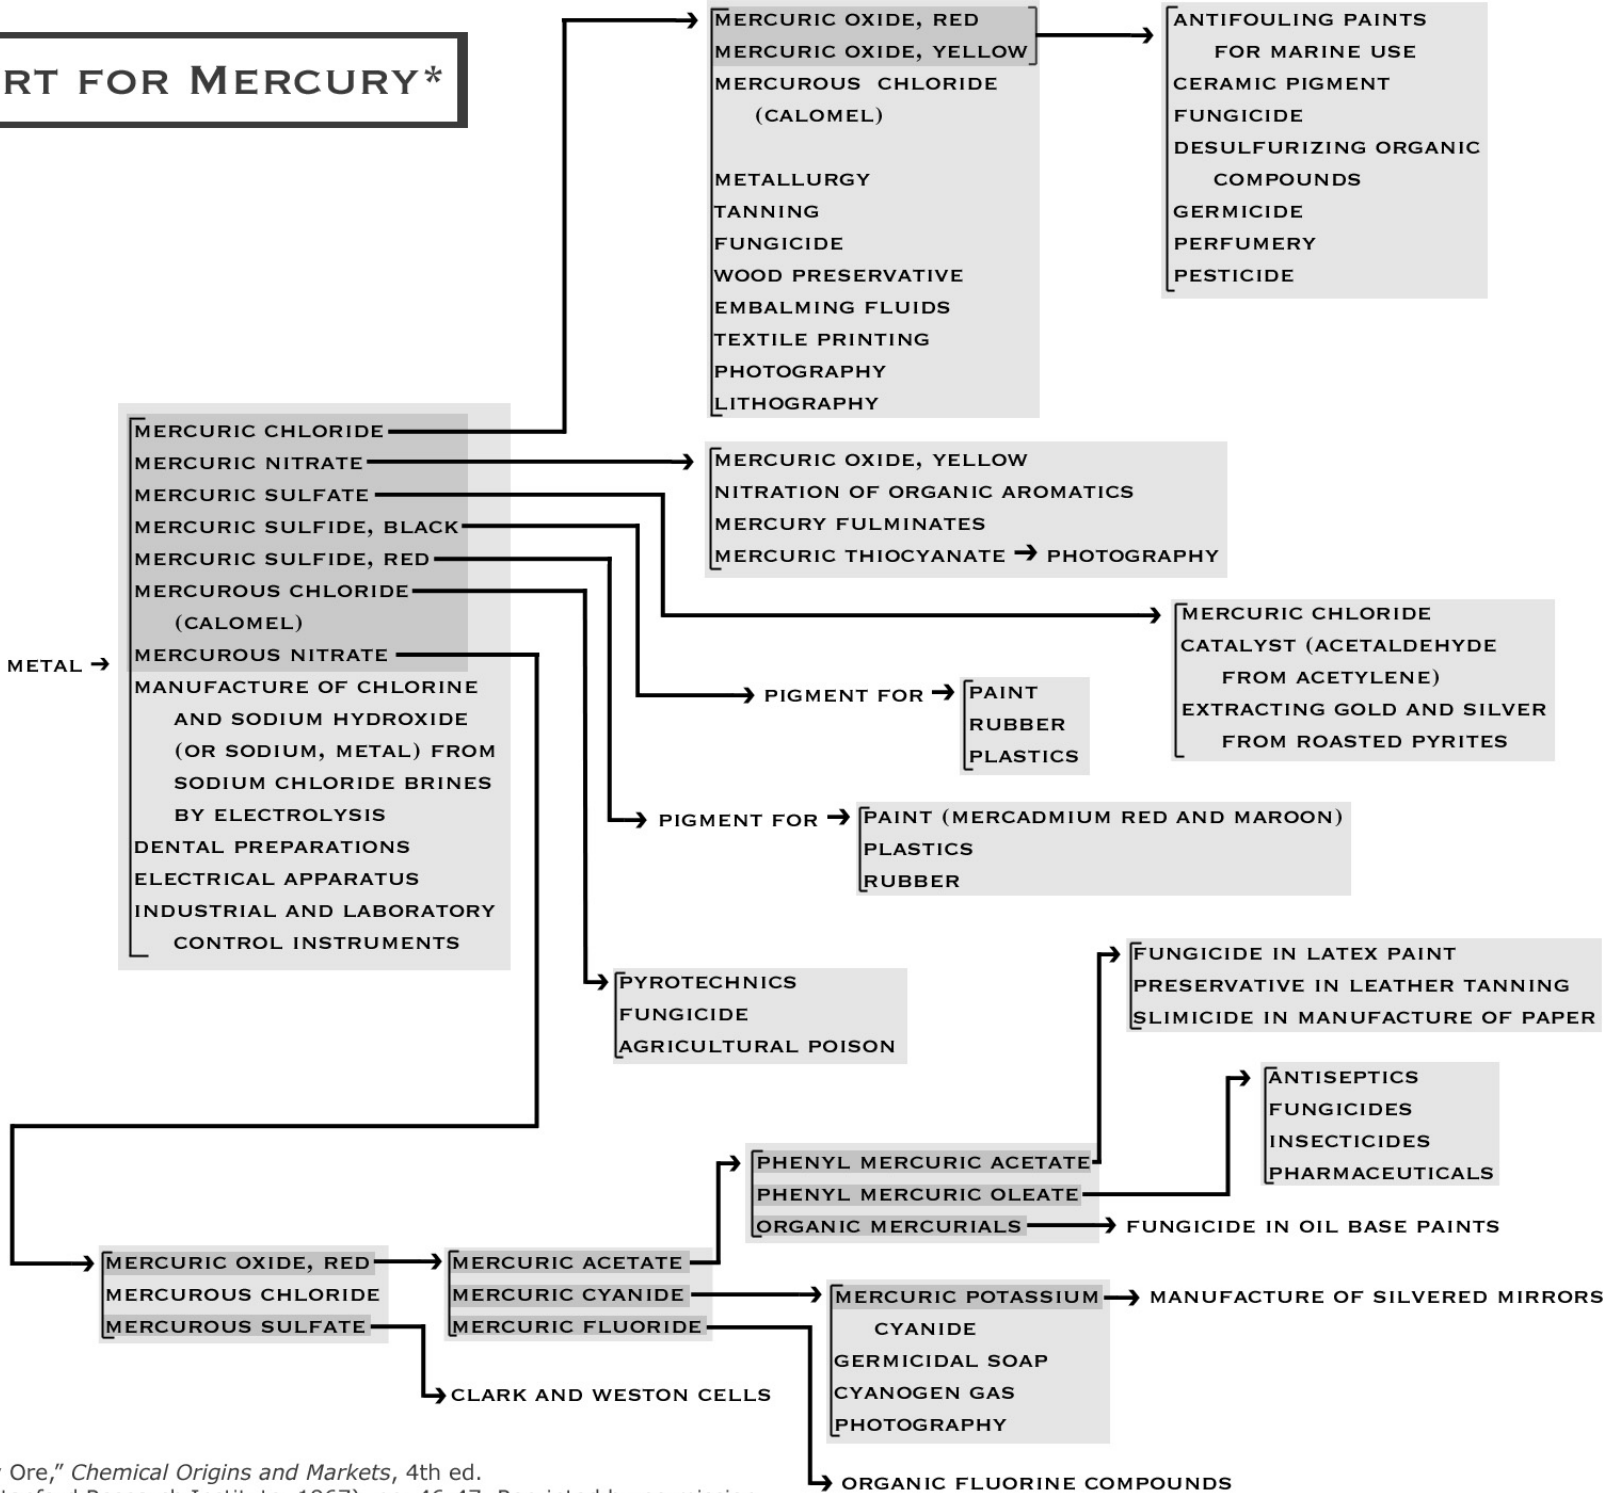 RT FOR MERCURY*
MERCURIC OXIDE, RED
MERCURIC OXIDE, YELLOW
MERCUROUS CHLORIDE
(CALOMEL)
METALLURGY
TANNING
FUNGICIDE
WOOD PRESERVATIVE
EMBALMING FLUIDS
TEXTILE PRINTING
PHOTOGRAPHY
LITHOGRAPHY
ANTIFOULING PAINTS
FOR MARINE USE
CERAMIC PIGMENT
FUNGICIDE
DESULFURIZING ORGANIC
COMPOUNDS
GERMICIDE
PERFUMERY
PESTICIDE
METAL →
MERCURIC CHLORIDE
MERCURIC NITRATE
MERCURIC SULFATE
MERCURIC SULFIDE, BLACK
MERCURIC SULFIDE, RED
MERCUROUS CHLORIDE
(CALOMEL)
MERCUROUS NITRATE
MANUFACTURE OF CHLORINE
AND SODIUM HYDROXIDE
(OR SODIUM, METAL) FROM
SODIUM CHLORIDE BRINES
BY ELECTROLYSIS
DENTAL PREPARATIONS
ELECTRICAL APPARATUS
INDUSTRIAL AND LABORATORY
CONTROL INSTRUMENTS
MERCURIC OXIDE, YELLOW
NITRATION OF ORGANIC AROMATICS
MERCURY FULMINATES
MERCURIC THIOCYANATE → PHOTOGRAPHY
MERCURIC CHLORIDE
CATALYST (ACETALDEHYDE
FROM ACETYLENE)
EXTRACTING GOLD AND SILVER
FROM ROASTED PYRITES
PIGMENT FOR →
PAINT
RUBBER
PLASTICS
PIGMENT FOR →
PAINT (MERCADMIUM RED AND MAROON)
PLASTICS
RUBBER
PYROTECHNICS
FUNGICIDE
AGRICULTURAL POISON
FUNGICIDE IN LATEX PAINT
PRESERVATIVE IN LEATHER TANNING
SLIMICIDE IN MANUFACTURE OF PAPER
ANTISEPTICS
FUNGICIDES
INSECTICIDES
PHARMACEUTICALS
PHENYL MERCURIC ACETATE
PHENYL MERCURIC OLEATE
ORGANIC MERCURIALS
FUNGICIDE IN OIL BASE PAINTS
MERCURIC OXIDE, RED
MERCUROUS CHLORIDE
MERCUROUS SULFATE
MERCURIC ACETATE
MERCURIC CYANIDE
MERCURIC FLUORIDE
MERCURIC POTASSIUM
CYANIDE
GERMICIDAL SOAP
CYANOGEN GAS
PHOTOGRAPHY
MANUFACTURE OF SILVERED MIRRORS
CLARK AND WESTON CELLS
ORGANIC FLUORINE COMPOUNDS
Ore," Chemical Origins and Markets, 4th ed.